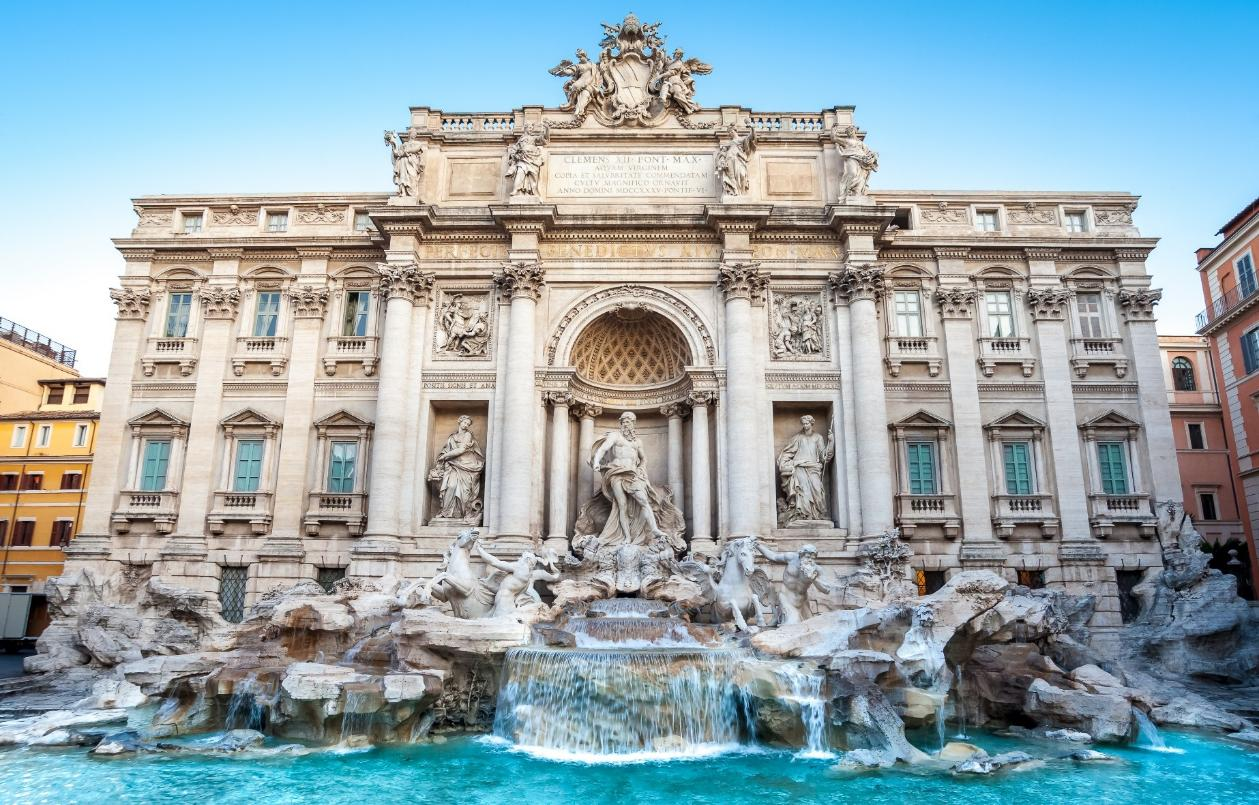 CLEMENS XII · PONT · MAX ·
AQVAM VIRGINEM
COPIA ET SALVBRITATE COMMENDATAM
CVLTV MAGNIFICO ORNAVIT
ANNO DOMINI MDCCXXXV · PONTIF · VI ·
BENEDICTVS